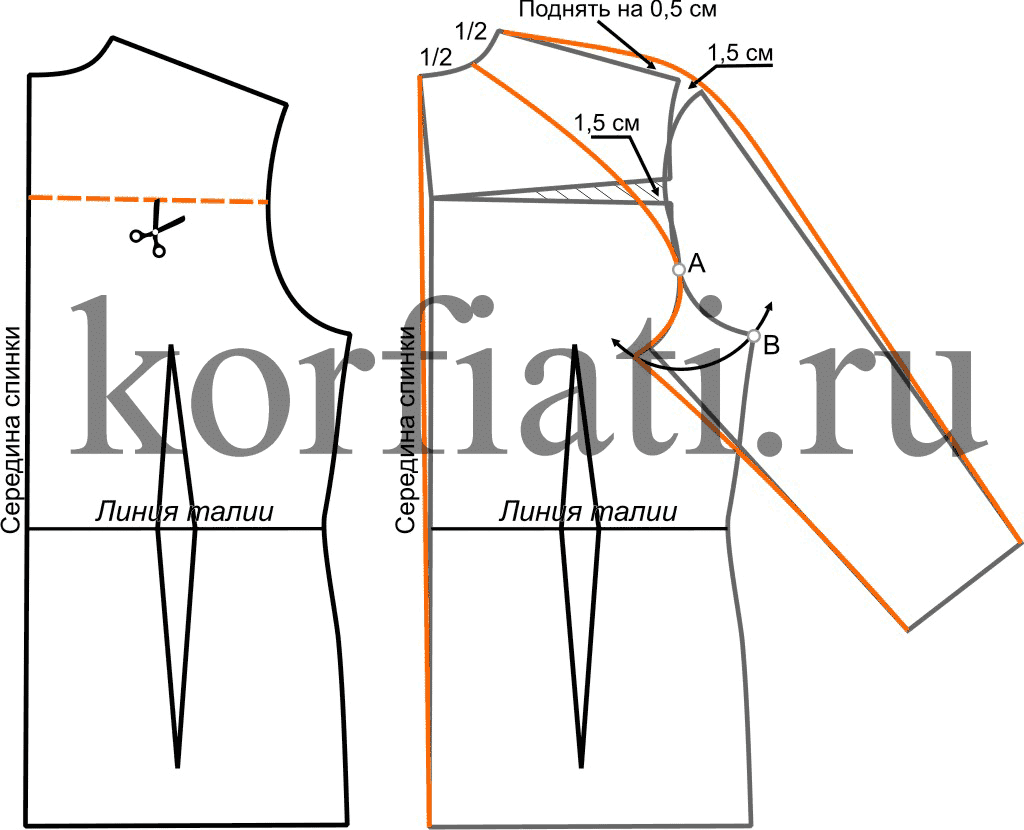 Поднять на 0,5 см
1/2
1/2
1,5 см
1,5 см
A
B
korfiati.ru
Середина спинки
Середина спинки
Линия талии
Линия талии